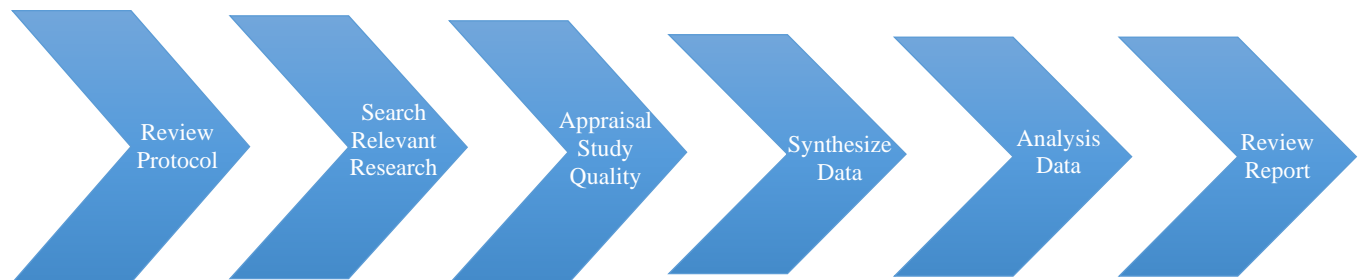 Review
Protocol
Search
Relevant
Research
Appraisal
Study
Quality
Synthesize
Data
Analysis
Data
Review
Report